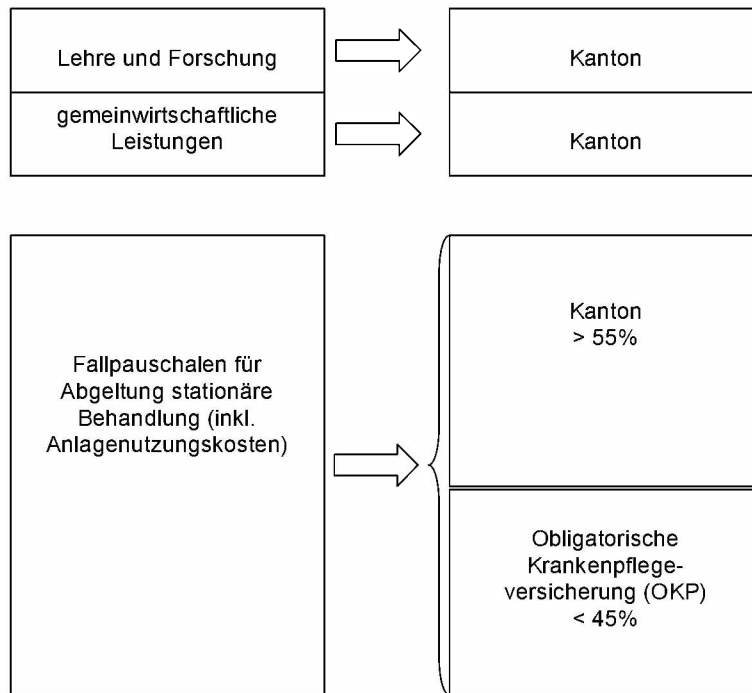 Lehre und Forschung
Kanton
gemeinwirtschaftliche
Leistungen
Kanton
Fallpauschalen für
Abgeltung stationäre
Behandlung (inkl.
Anlagenutzungskosten)
Kanton
> 55%
Obligatorische
Krankenpflege-
versicherung (OKP)
< 45%